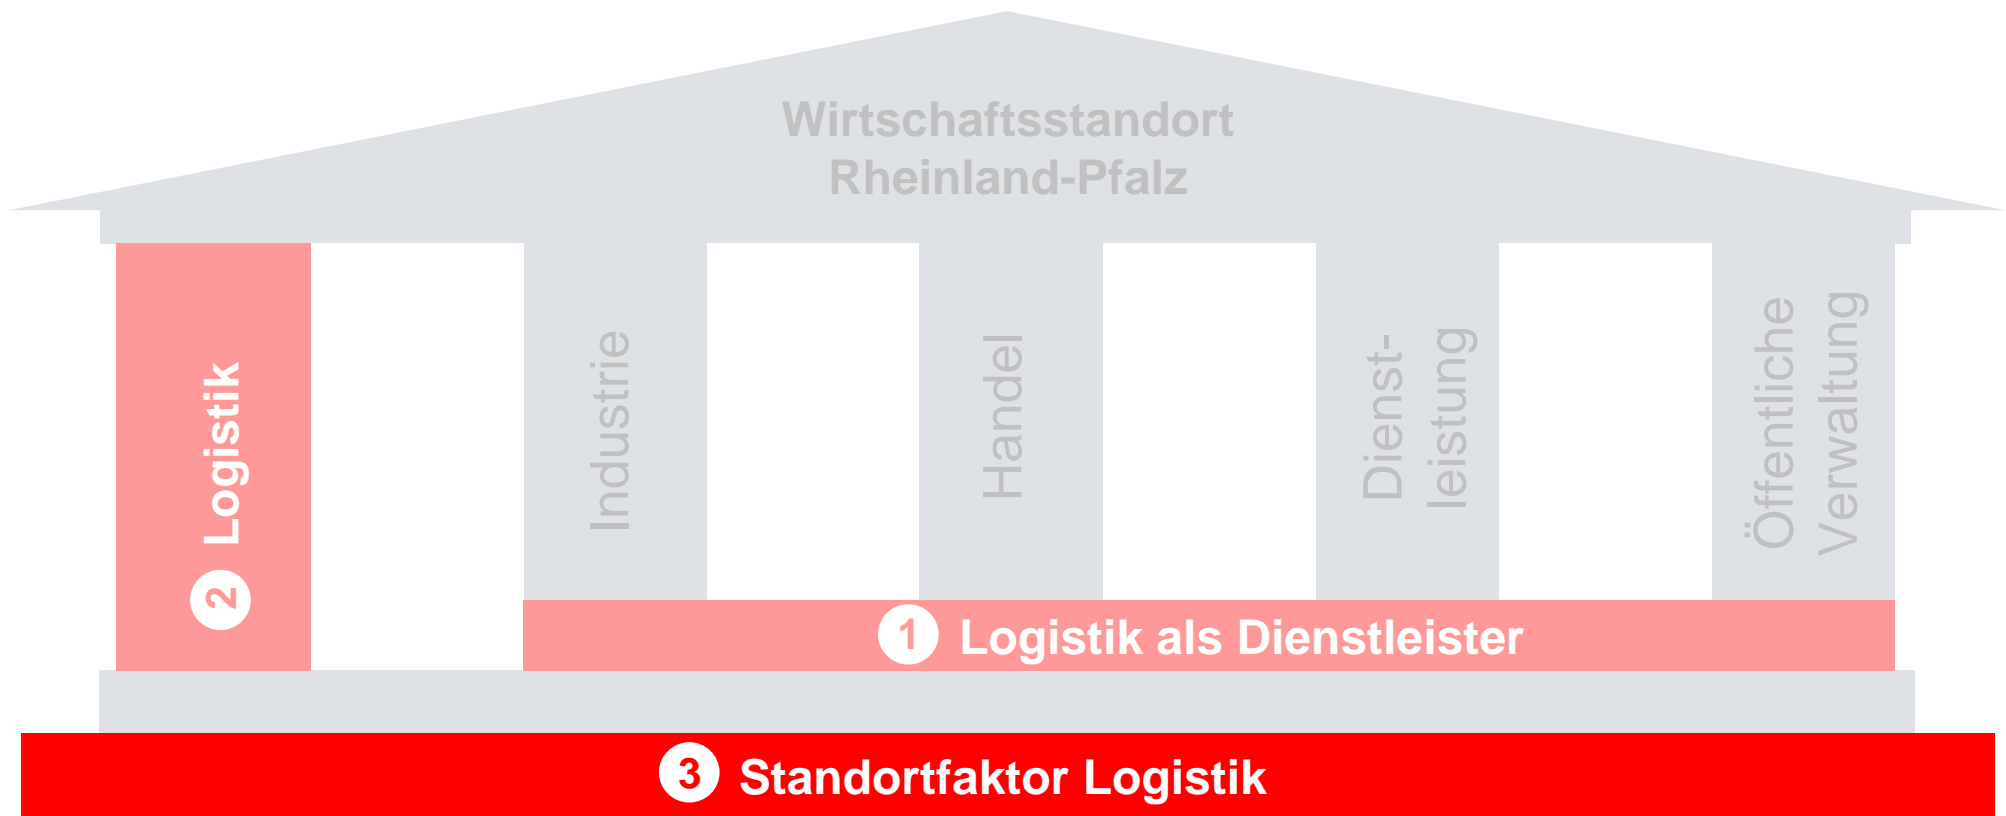 Wirtschaftsstandort
Rheinland-Pfalz
2 Logistik
Industrie
Handel
Dienst-
leistung
Öffentliche
Verwaltung
1 Logistik als Dienstleister
3 Standortfaktor Logistik